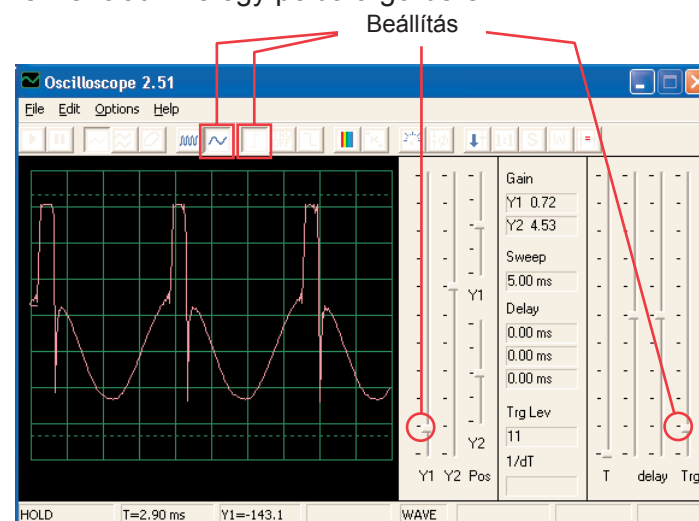 Beállítás
Oscilloscope 2.51
File Edit Options Help
Gain
Y1 0.72
Y2 4.53
Sweep
5.00 ms
Delay
0.00 ms
0.00 ms
0.00 ms
Trg Lev
11
1/dT
Y1
Y2
Y1 Y2 Pos
T delay Trg
HOLD T=2.90 ms Y1=-143.1 WAVE